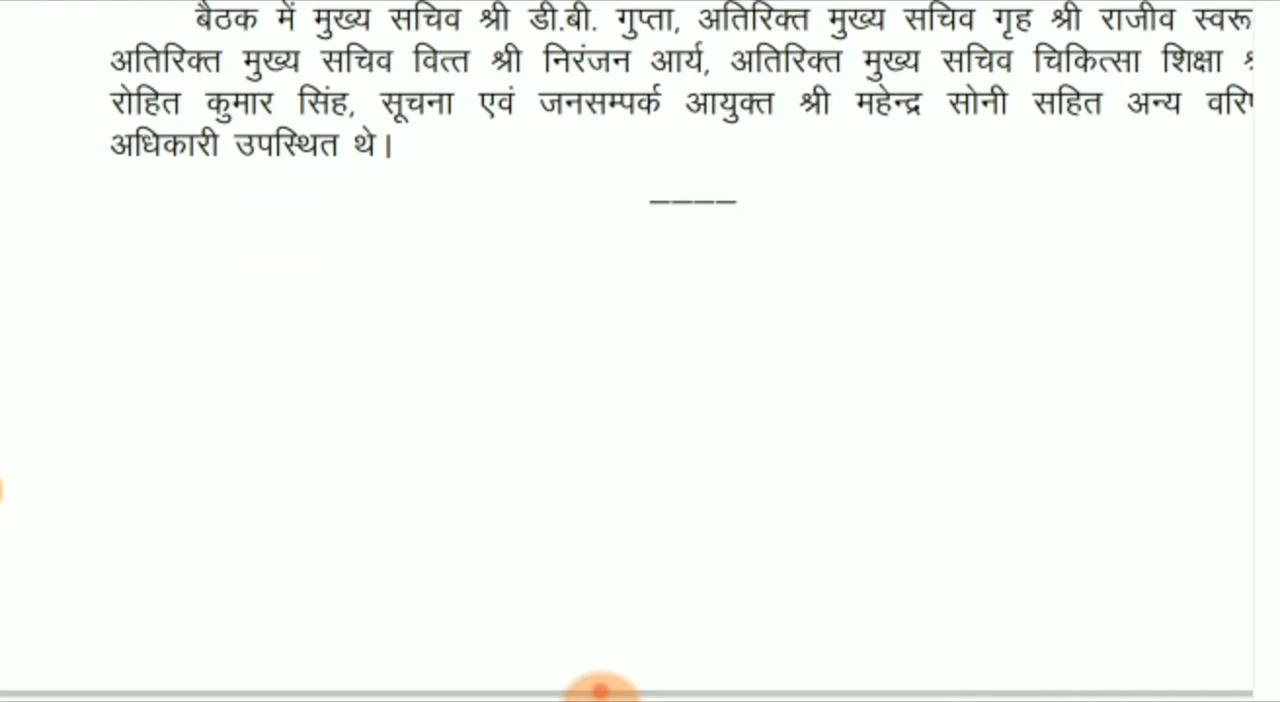 बैठक में मुख्य सचिव श्री डी.बी. गुप्ता, अतिरिक्त मुख्य सचिव गृह श्री राजीव
अतिरिक्त मुख्य सचिव वित्त श्री निरंजन आर्य, अतिरिक्त मुख्य सचिव चिकित्सा शिक्षा
रोहित कुमार सिंह, सूचना एवं जनसम्पर्क आयुक्त श्री महेन्द्र सोनी सहित अन्य
अधिकारी उपस्थित थे।
————